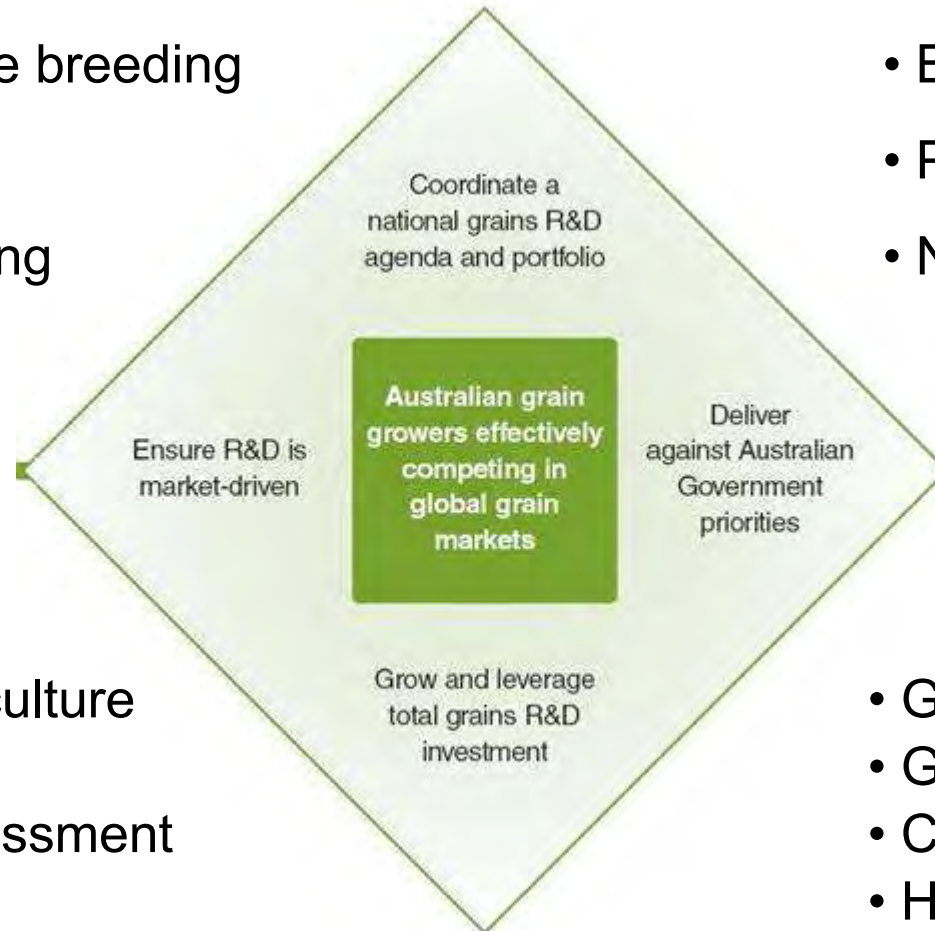 e breeding
ng
culture
ssment
Coordinate a
national grains R&D
agenda and portfolio
Ensure R&D is
market-driven
Australian grain
growers effectively
competing in
global grain
markets
Deliver
against Australian
Government
priorities
Grow and leverage
total grains R&D
investment
• N
• G
• G
• C
• H